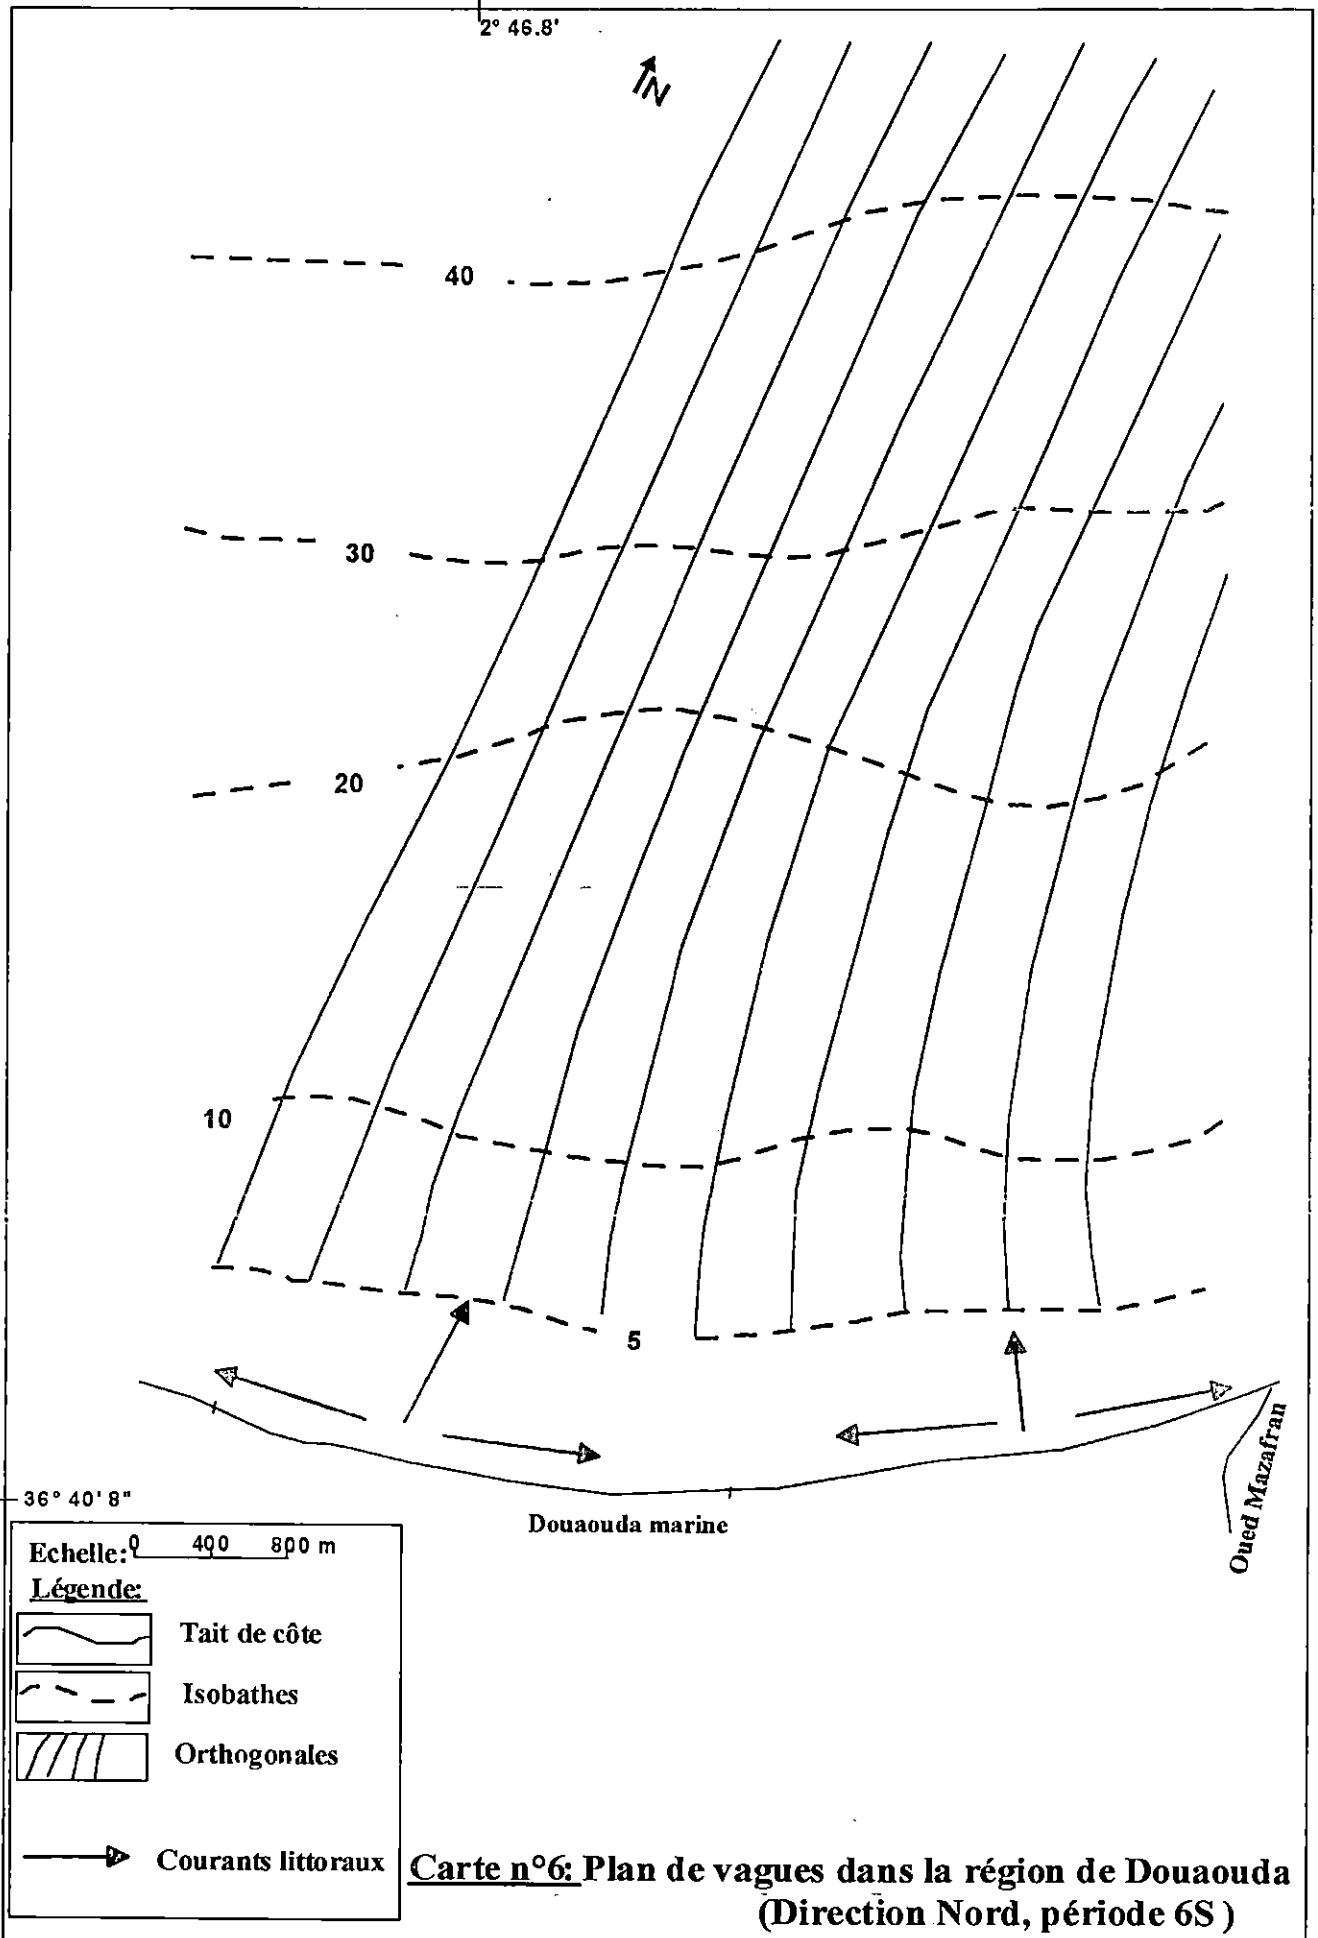 2° 46.8'
N
40
30
20
10
5
36° 40' 8"
Douaouda marine
Oued Mazafran
Echelle: 0 400 800 m
Légende:
Tait de côte
Isobathes
Orthogonales
Courants littoraux
Carte n°6: Plan de vagues dans la région de Douaouda
(Direction Nord, période 6S )